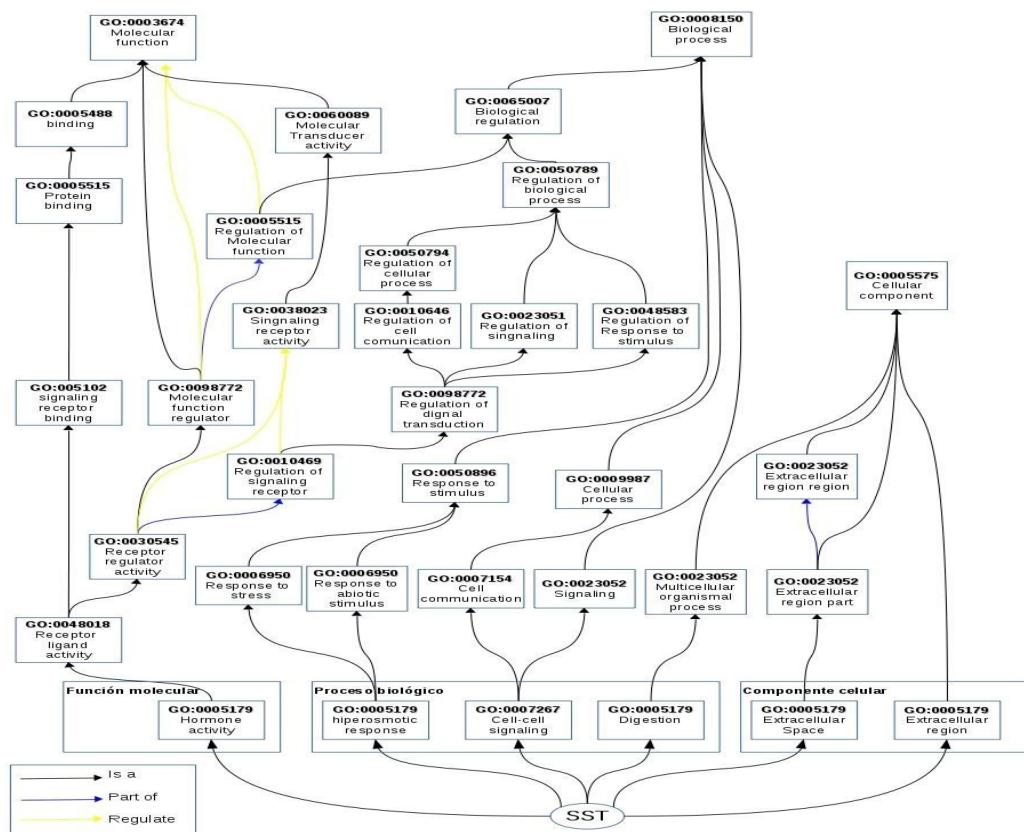 GO:0003674
Molecular
function
GO:0008150
Biological
process
GO:0005488
binding
GO:0060089
Molecular
Transducer
activity
GO:0065007
Biological
regulation
GO:0005515
Protein
binding
GO:0050789
Regulation of
biological
process
GO:0005515
Regulation of
Molecular
function
GO:0050794
Regulation of
cellular
process
GO:0005575
Cellular
component
GO:0038023
Singnaling
receptor
activity
GO:0010646
Regulation of
cell
comunication
GO:0023051
Regulation of
singnaling
GO:0048583
Regulation of
Response to
stimulus
GO:005102
signaling
receptor
binding
GO:0098772
Molecular
function
regulator
GO:0098772
Regulation of
dignal
transduction
GO:0010469
Regulation of
signaling
receptor
GO:0050896
Response to
stimulus
GO:0009987
Cellular
process
GO:0023052
Extracellular
region region
GO:0030545
Receptor
regulator
activity
GO:0006950
Response to
stress
GO:0006950
Response to
abiotic
stimulus
GO:0007154
Cell
communication
GO:0023052
Signaling
GO:0023052
Multicellular
organismal
process
GO:0023052
Extracellular
region part
GO:0048018
Receptor
ligand
activity
Función molecular
GO:0005179
Hormone
activity
Proceso biológico
GO:0005179
hiperosmotic
response
GO:0007267
Cell-cell
signaling
GO:0005179
Digestion
Componente celular
GO:0005179
Extracellular
Space
GO:0005179
Extracellular
region
Is a
Part of
Regulate
SST